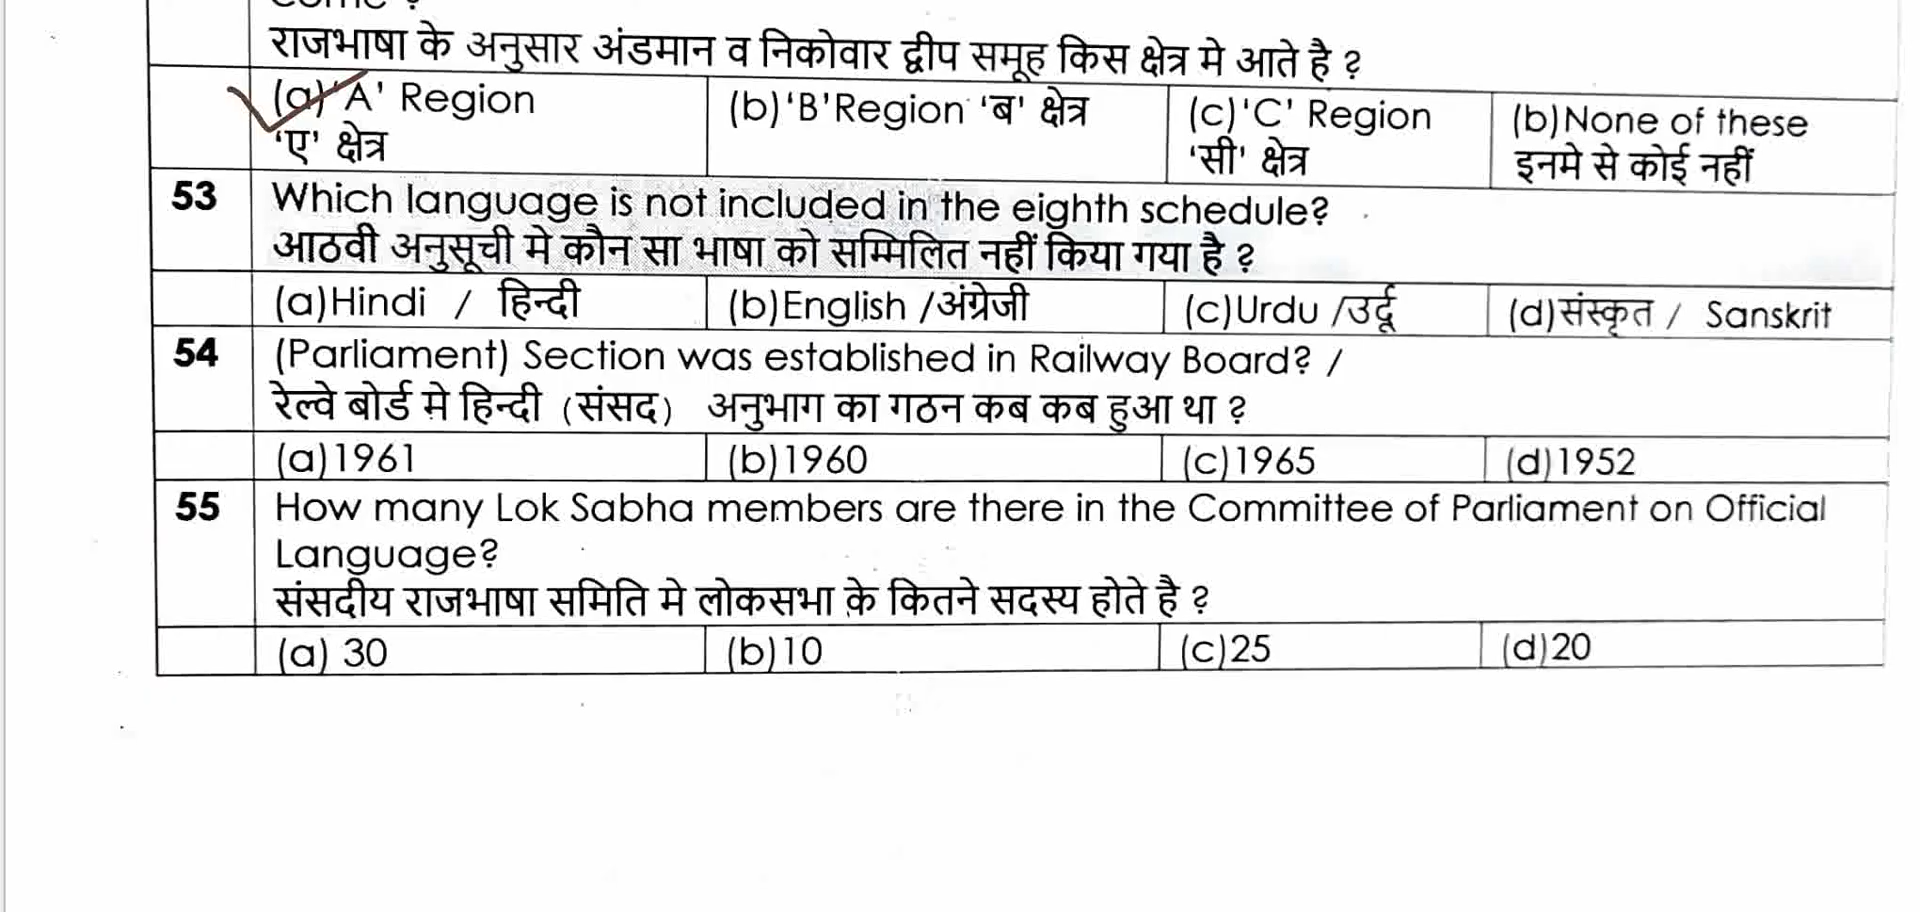 राजभाषा के अनुसार अंडमान व निकोवार द्वीप समूह किस क्षेत्र मे आते है ?
(a)'A' Region (b)'B'Region 'ब' क्षेत्र (c)'C' Region (b)None of these
'ए' क्षेत्र 'सी' क्षेत्र इनमे से कोई नहीं
53 Which language is not included in the eighth schedule?
आठवी अनुसूची मे कौन सा भाषा को सम्मिलित नहीं किया गया है ?
(a)Hindi / हिन्दी (b)English /अंग्रेजी (c)Urdu /उर्दू (d)संस्कृत / Sanskrit
54 (Parliament) Section was established in Railway Board? /
रेल्वे बोर्ड मे हिन्दी (संसद) अनुभाग का गठन कब कब हुआ था ?
(a)1961 (b)1960 (c)1965 (d)1952
55 How many Lok Sabha members are there in the Committee of Parliament on Official
Language?
संसदीय राजभाषा समिति मे लोकसभा के कितने सदस्य होते है ?
(a) 30 (b)10 (c)25 (d)20